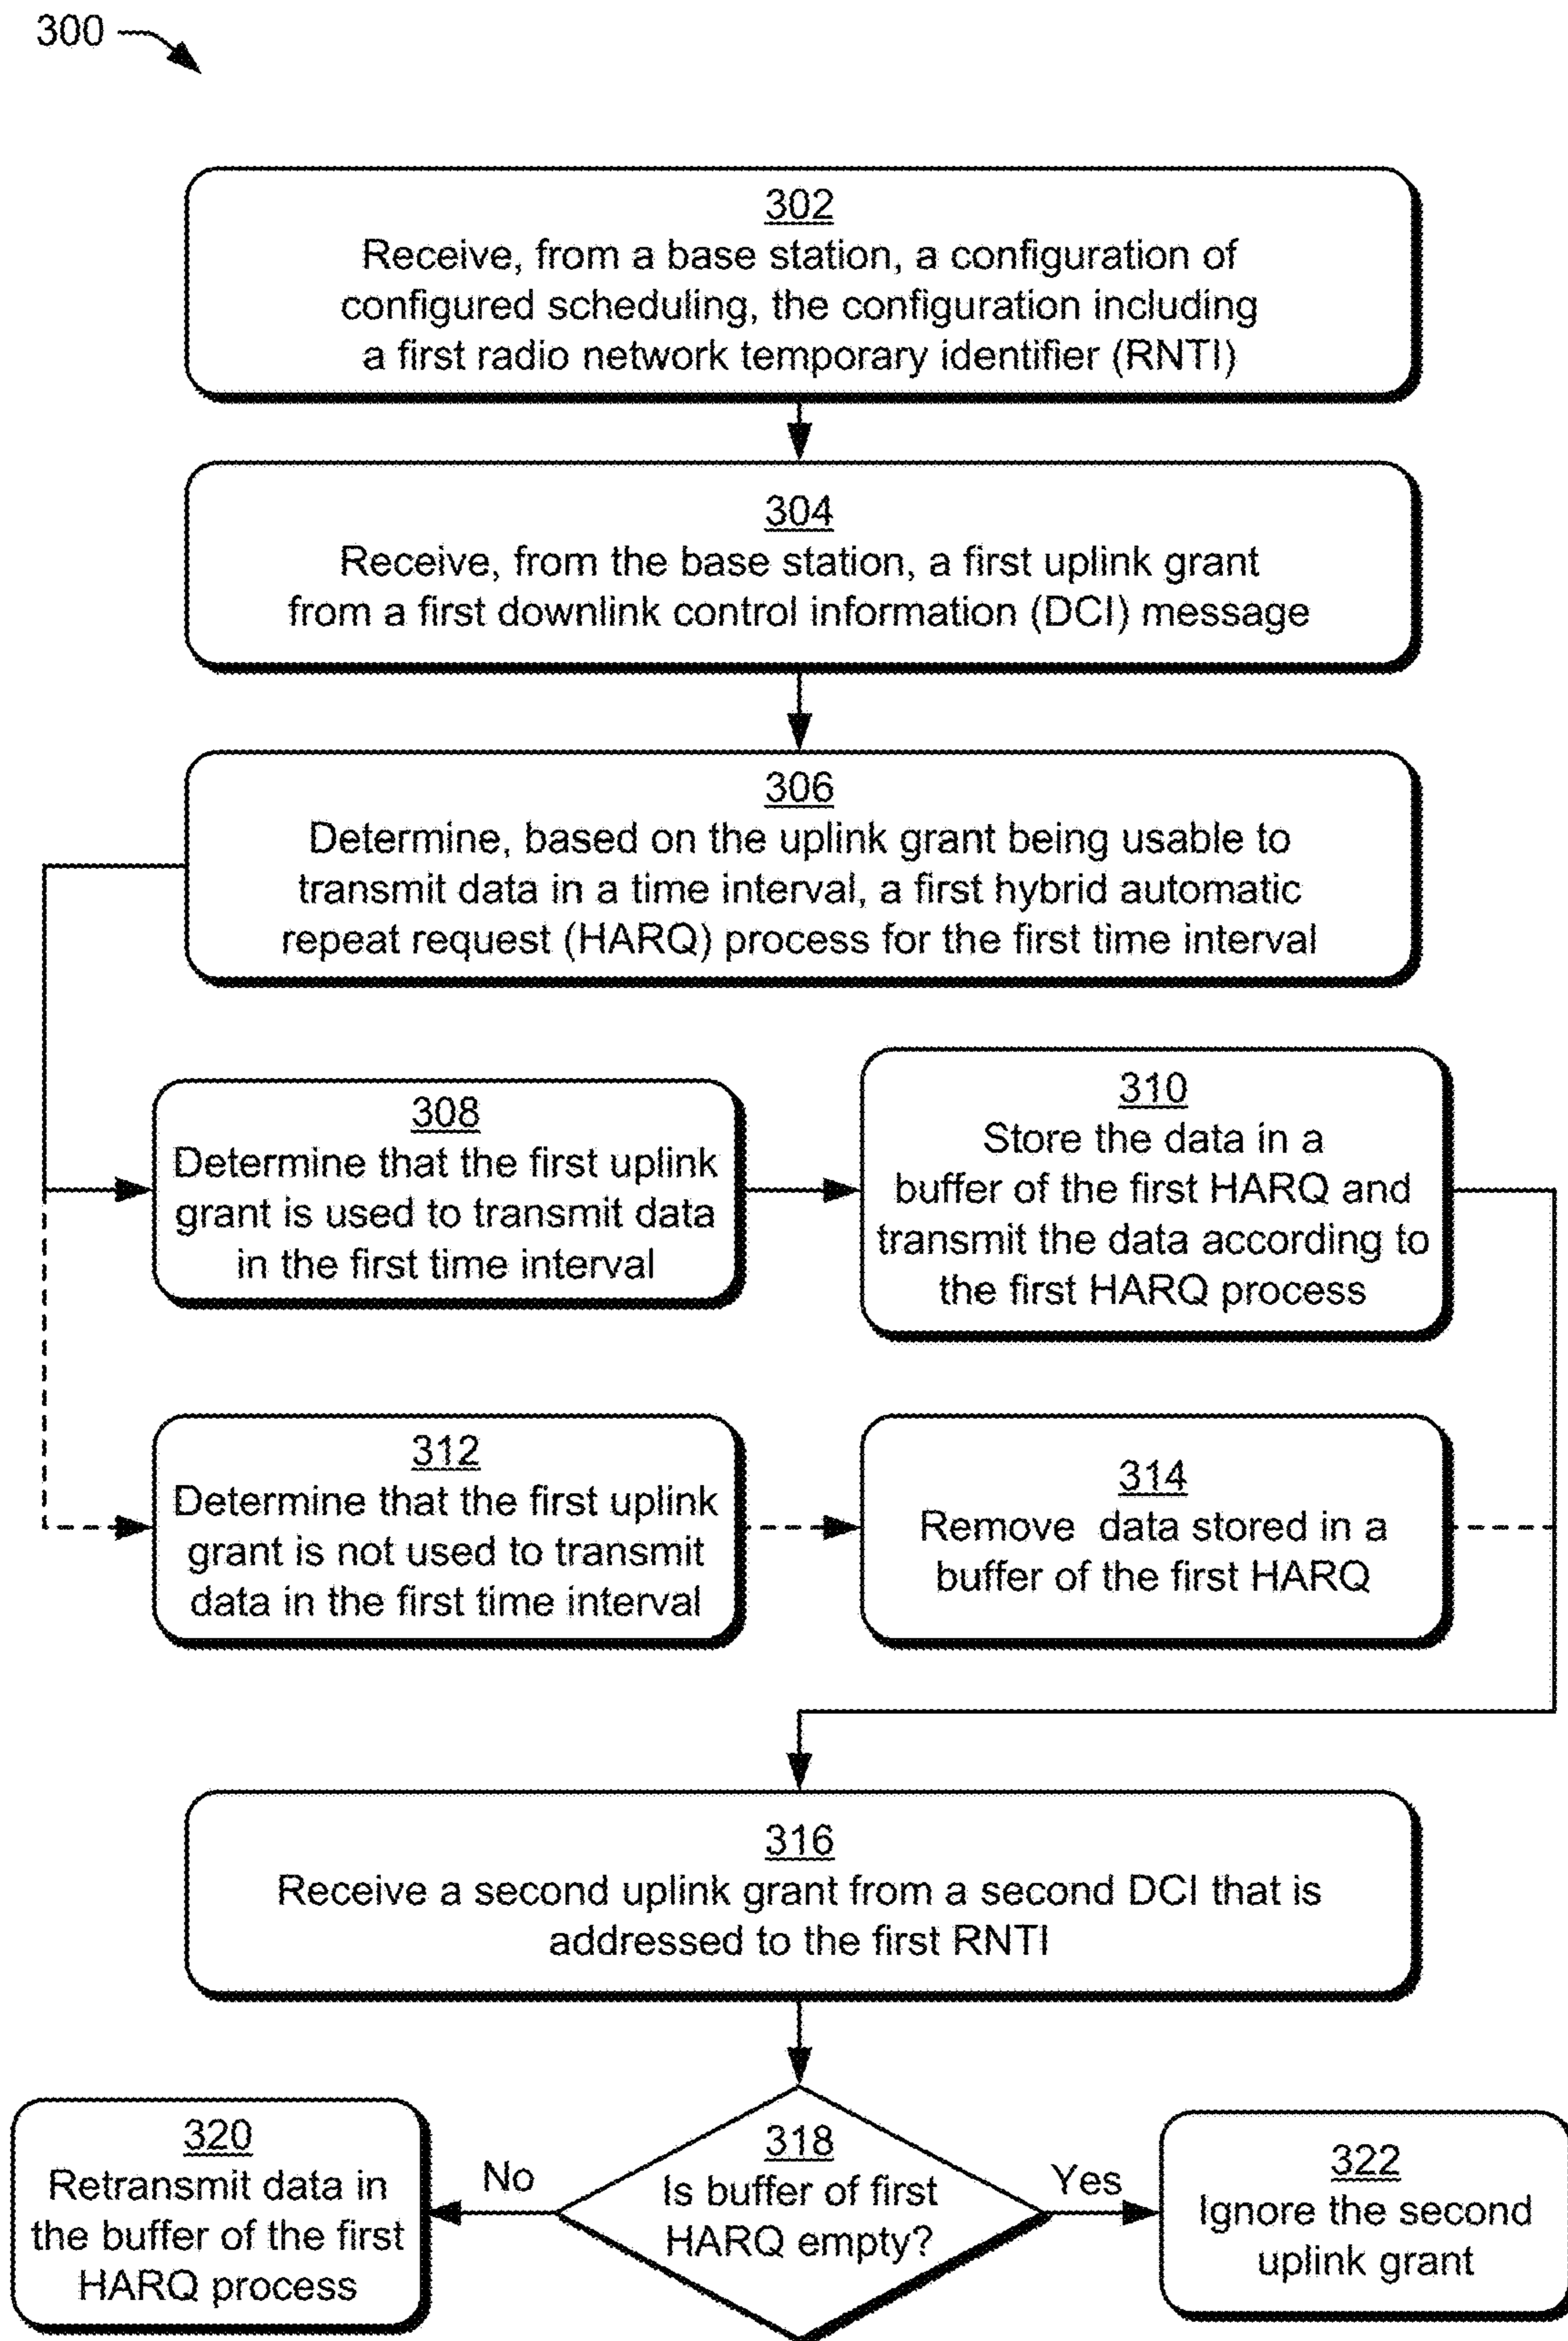 300
302
Receive, from a base station, a configuration of
configured scheduling, the configuration including
a first radio network temporary identifier (RNTI)
304
Receive, from the base station, a first uplink grant
from a first downlink control information (DCI) message
306
Determine, based on the uplink grant being usable to
transmit data in a time interval, a first hybrid automatic
repeat request (HARQ) process for the first time interval
308
Determine that the first uplink
grant is used to transmit data
in the first time interval
310
Store the data in a
buffer of the first HARQ and
transmit the data according to
the first HARQ process
312
Determine that the first uplink
grant is not used to transmit
data in the first time interval
314
Remove data stored in a
buffer of the first HARQ
316
Receive a second uplink grant from a second DCI that is
addressed to the first RNTI
318
Is buffer of first
HARQ empty?
No
320
Retransmit data in
the buffer of the first
HARQ process
Yes
322
Ignore the second
uplink grant